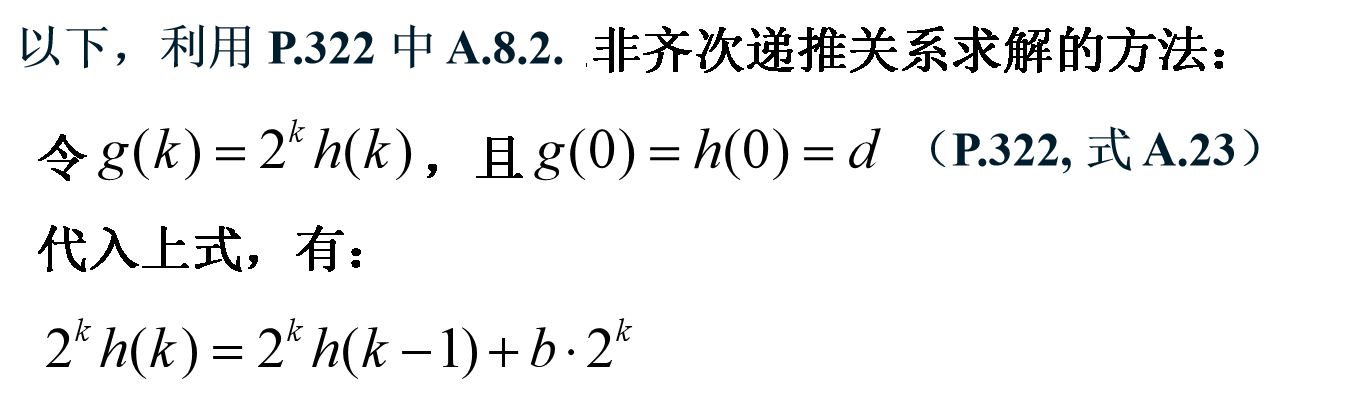 以下，利用 P.322 中 A.8.2. 非齐次递推关系求解的方法：
令 g(k) = 2^k h(k)，且 g(0) = h(0) = d （P.322, 式 A.23）
代入上式，有：
2^k h(k) = 2^k h(k − 1) + b · 2^k